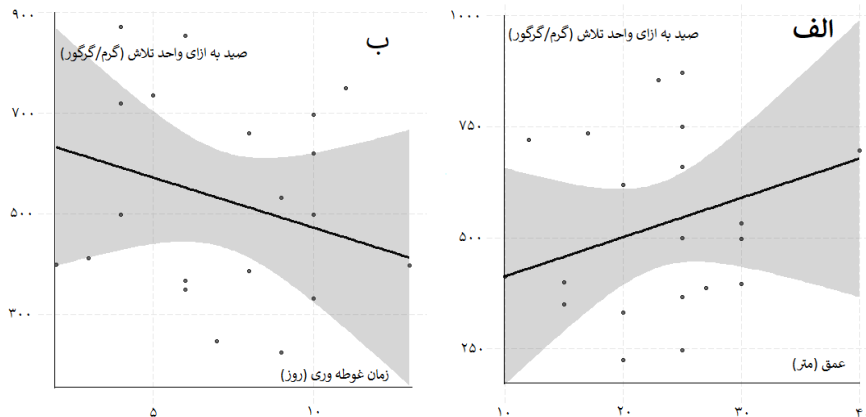 الف
صید به ازای واحد تلاش (گرم/گرگور)
۱۰۰۰
۷۵۰
۵۰۰
۲۵۰
۱۰
۲۰
۳۰
۴
عمق (متر)
ب
صید به ازای واحد تلاش (گرم/گرگور)
۹۰۰
۷۰۰
۵۰۰
۳۰۰
۵
۱۰
زمان غوطه وری (روز)